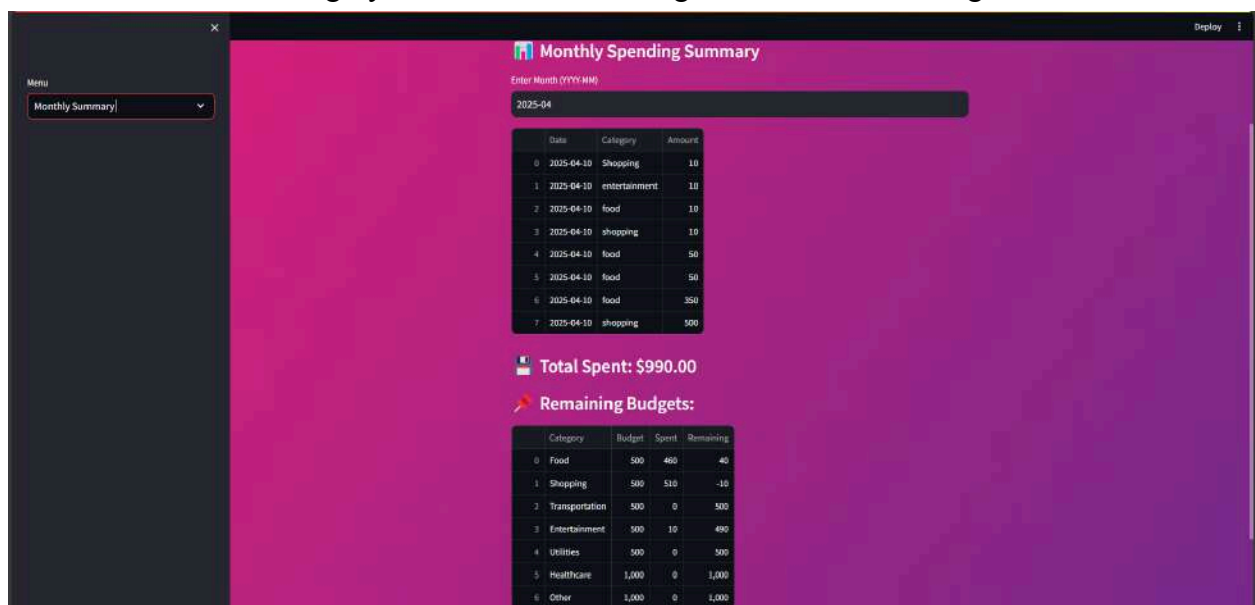 Deploy
Menu
Monthly Summary
Monthly Spending Summary
Enter Month (YYYY-MM)
2025-04
Date Category Amount
0 2025-04-10 Shopping 10
1 2025-04-10 entertainment 10
2 2025-04-10 food 10
3 2025-04-10 shopping 10
4 2025-04-10 food 50
5 2025-04-10 food 50
6 2025-04-10 food 350
7 2025-04-10 shopping 500
Total Spent: $990.00
Remaining Budgets:
Category Budget Spent Remaining
0 Food 500 460 40
1 Shopping 500 510 -10
2 Transportation 500 0 500
3 Entertainment 500 10 490
4 Utilities 500 0 500
5 Healthcare 1,000 0 1,000
6 Other 1,000 0 1,000